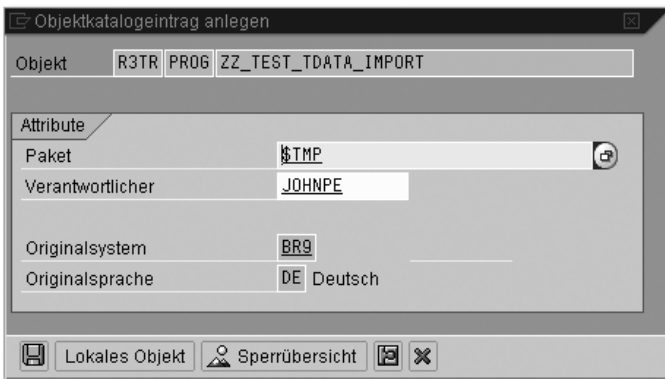 Objektkatalogeintrag anlegen
Objekt R3TR PROG ZZ_TEST_TDATA_IMPORT
Attribute
Paket $TMP
Verantwortlicher JOHNPE
Originalsystem BR9
Originalsprache DE Deutsch
Lokales Objekt Sperrübersicht